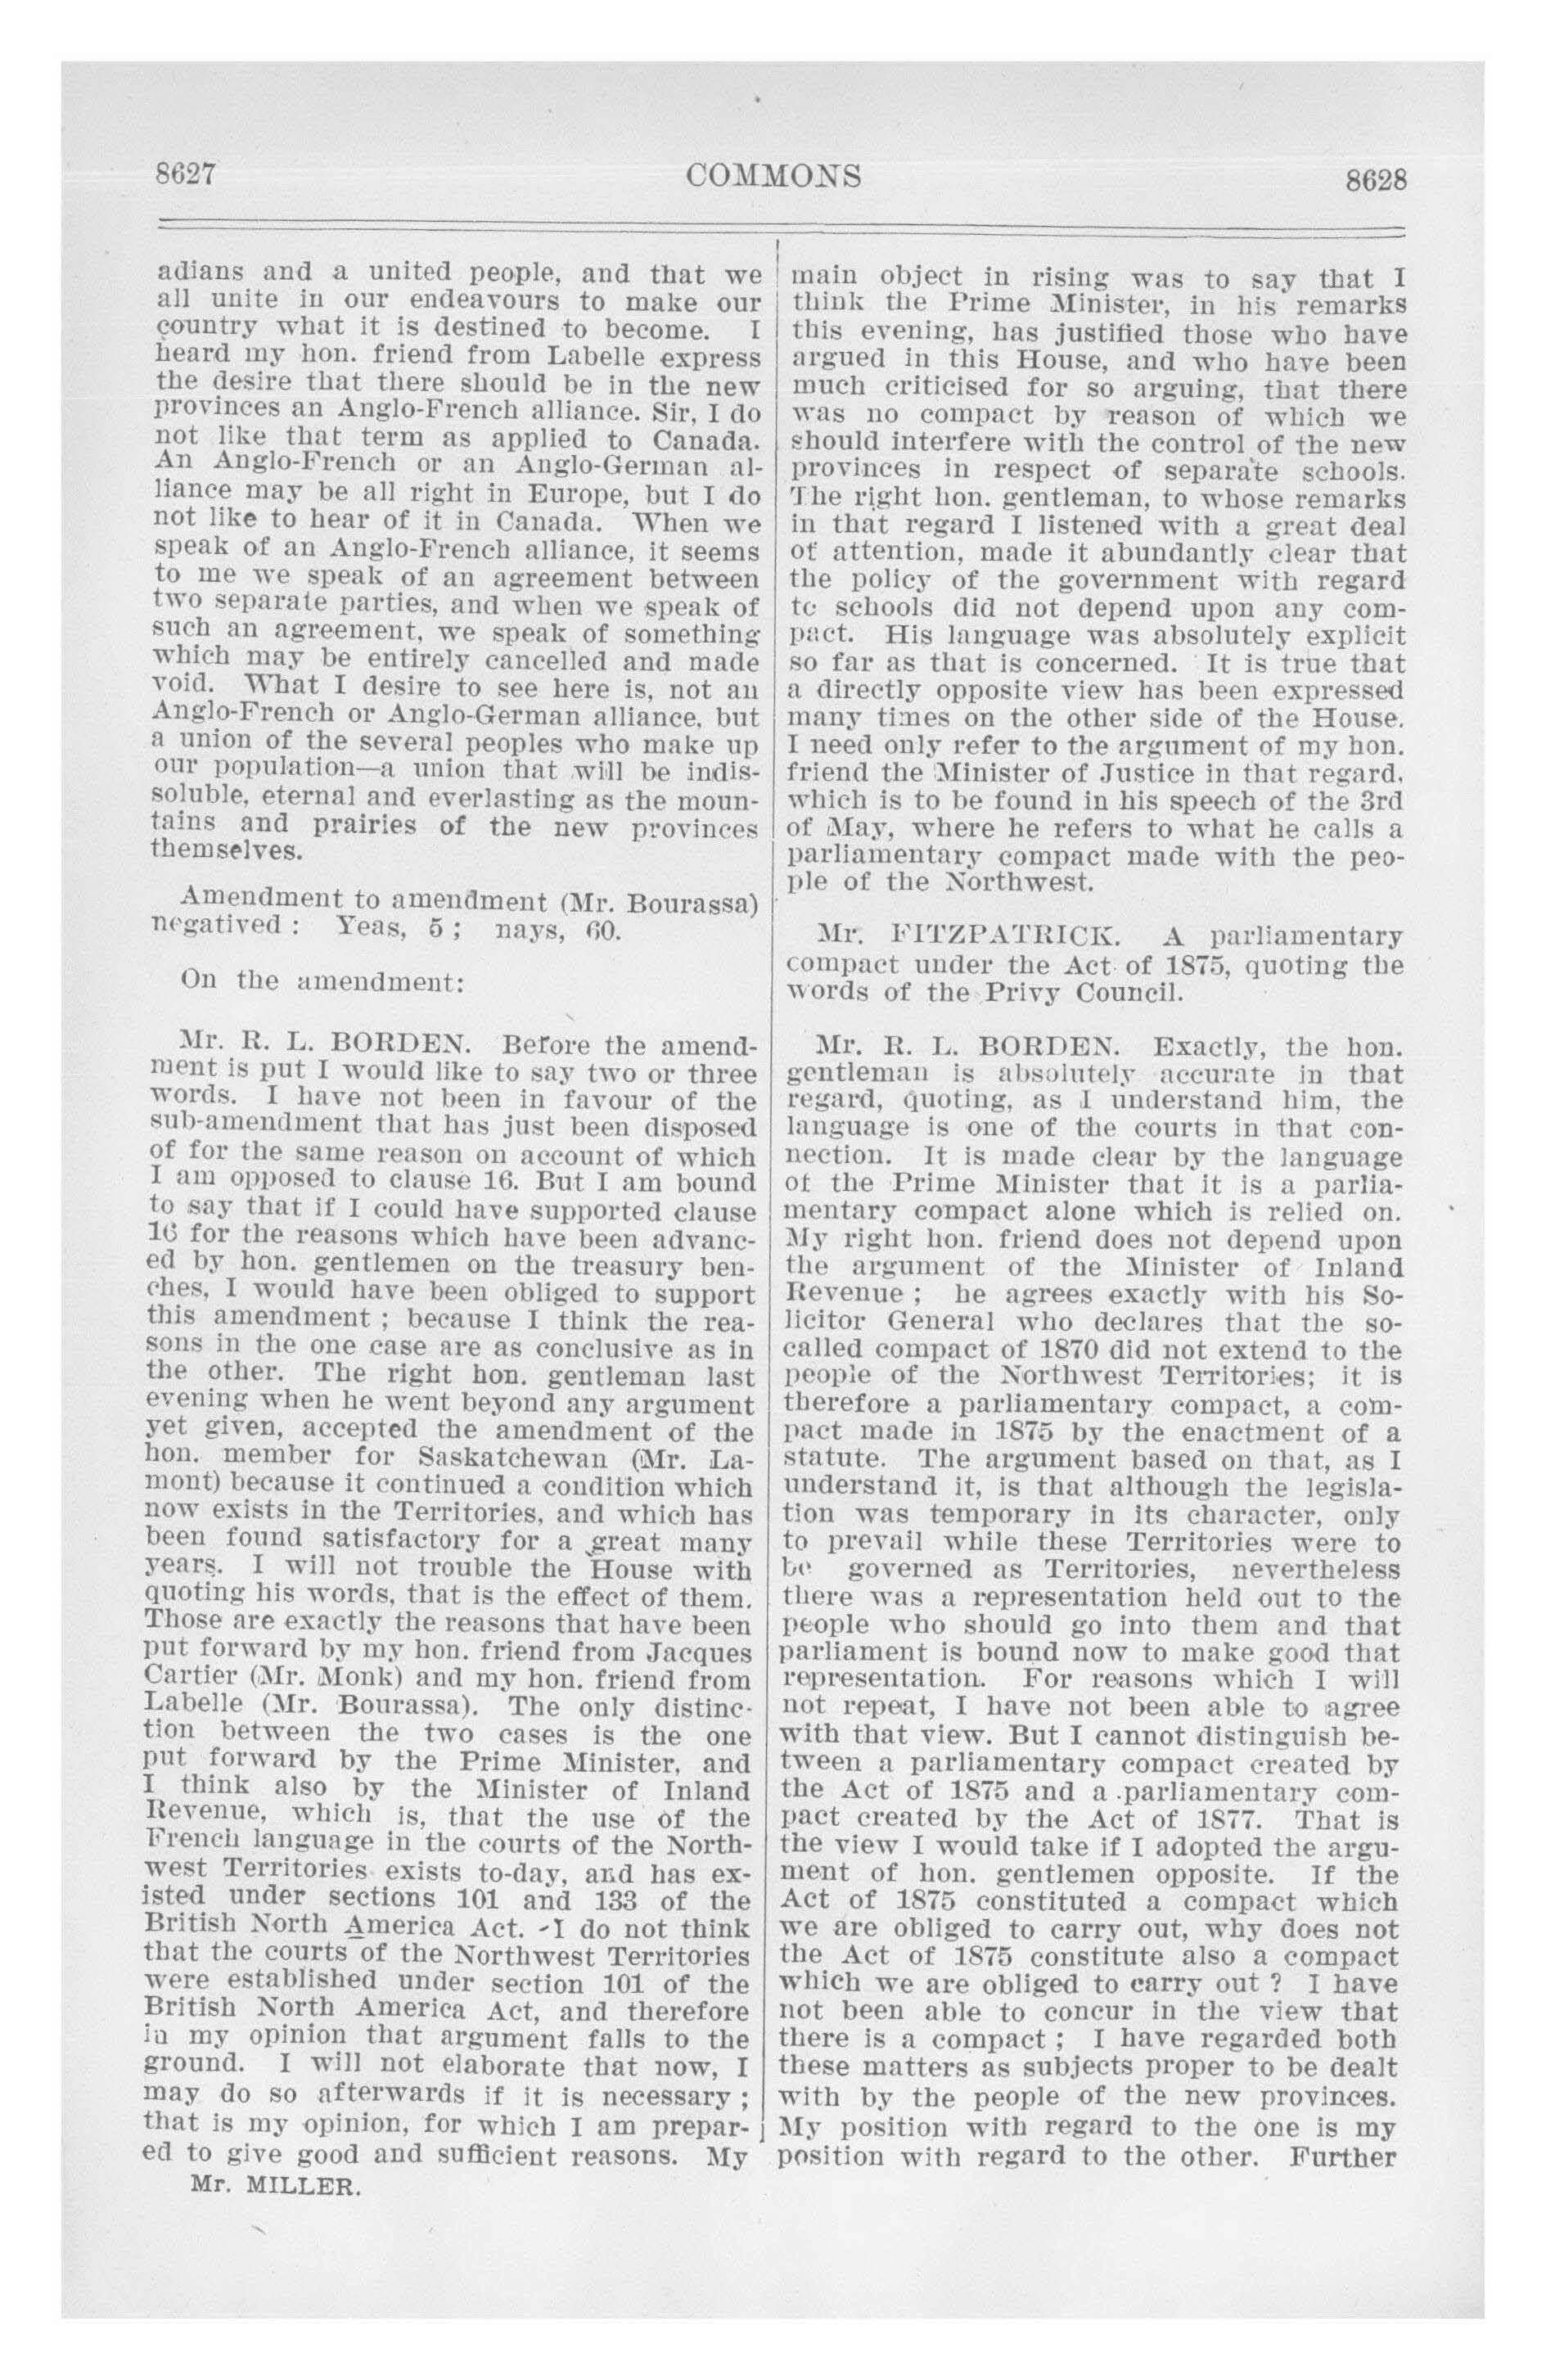 8627
COMMONS
8628
adians and a united people, and that we
all unite in our endeavours to make our
country what it is destined to become. I
heard my hon. friend from Labelle express
the desire that there should be in the new
provinces an Anglo-French alliance. Sir, I do
not like that term as applied to Canada.
An Anglo-French or an Anglo-German al-
liance may be all right in Europe, but I do
not like to hear of it in Canada. When we
speak of an Anglo-French alliance, it seems
to me we speak of an agreement between
two separate parties, and when we speak of
such an agreement, we speak of something
which may be entirely cancelled and made
void. What I desire to see here is, not an
Anglo-French or Anglo-German alliance, but
a union of the several peoples who make up
our population—a union that will be indis-
soluble, eternal and everlasting as the moun-
tains and prairies of the new provinces
themselves.
Amendment to amendment (Mr. Bourassa)
negatived : Yeas, 5 ; nays, 60.
On the amendment:
Mr. R. L. BORDEN. Before the amend-
ment is put I would like to say two or three
words. I have not been in favour of the
sub-amendment that has just been disposed
of for the same reason on account of which
I am opposed to clause 16. But I am bound
to say that if I could have supported clause
16 for the reasons which have been advanc-
ed by hon. gentlemen on the treasury ben-
ches, I would have been obliged to support
this amendment ; because I think the rea-
sons in the one case are as conclusive as in
the other. The right hon. gentleman last
evening when he went beyond any argument
yet given, accepted the amendment of the
hon. member for Saskatchewan (Mr. La-
mont) because it continued a condition which
now exists in the Territories, and which has
been found satisfactory for a great many
years. I will not trouble the House with
quoting his words, that is the effect of them.
Those are exactly the reasons that have been
put forward by my hon. friend from Jacques
Cartier (Mr. Monk) and my hon. friend from
Labelle (Mr. Bourassa). The only distinc-
tion between the two cases is the one
put forward by the Prime Minister, and
I think also by the Minister of Inland
Revenue, which is, that the use of the
French language in the courts of the North-
west Territories exists to-day, and has ex-
isted under sections 101 and 133 of the
British North America Act. I do not think
that the courts of the Northwest Territories
were established under section 101 of the
British North America Act, and therefore
in my opinion that argument falls to the
ground. I will not elaborate that now, I
may do so afterwards if it is necessary ;
that is my opinion, for which I am prepar-
ed to give good and sufficient reasons. My
Mr. MILLER.
main object in rising was to say that I
think the Prime Minister, in his remarks
this evening, has justified those who have
argued in this House, and who have been
much criticised for so arguing, that there
was no compact by reason of which we
should interfere with the control of the new
provinces in respect of separate schools.
The right hon. gentleman, to whose remarks
in that regard I listened with a great deal
of attention, made it abundantly clear that
the policy of the government with regard
to schools did not depend upon any com-
pact. His language was absolutely explicit
so far as that is concerned. It is true that
a directly opposite view has been expressed
many times on the other side of the House.
I need only refer to the argument of my hon.
friend the Minister of Justice in that regard,
which is to be found in his speech of the 3rd
of May, where he refers to what he calls a
parliamentary compact made with the peo-
ple of the Northwest.
Mr. FITZPATRICK. A parliamentary
compact under the Act of 1875, quoting the
words of the Privy Council.
Mr. R. L. BORDEN. Exactly, the hon.
gentleman is absolutely accurate in that
regard, quoting, as I understand him, the
language is one of the courts in that con-
nection. It is made clear by the language
of the Prime Minister that it is a parlia-
mentary compact alone which is relied on.
My right hon. friend does not depend upon
the argument of the Minister of Inland
Revenue ; he agrees exactly with his So-
licitor General who declares that the so-
called compact of 1870 did not extend to the
people of the Northwest Territories; it is
therefore a parliamentary compact, a com-
pact made in 1875 by the enactment of a
statute. The argument based on that, as I
understand it, is that although the legisla-
tion was temporary in its character, only
to prevail while these Territories were to
be governed as Territories, nevertheless
there was a representation held out to the
people who should go into them and that
parliament is bound now to make good that
representation. For reasons which I will
not repeat, I have not been able to agree
with that view. But I cannot distinguish be-
tween a parliamentary compact created by
the Act of 1875 and a parliamentary com-
pact created by the Act of 1877. That is
the view I would take if I adopted the argu-
ment of hon. gentlemen opposite. If the
Act of 1875 constituted a compact which
we are obliged to carry out, why does not
the Act of 1875 constitute also a compact
which we are obliged to carry out ? I have
not been able to concur in the view that
there is a compact ; I have regarded both
these matters as subjects proper to be dealt
with by the people of the new provinces.
My position with regard to the one is my
position with regard to the other. Further